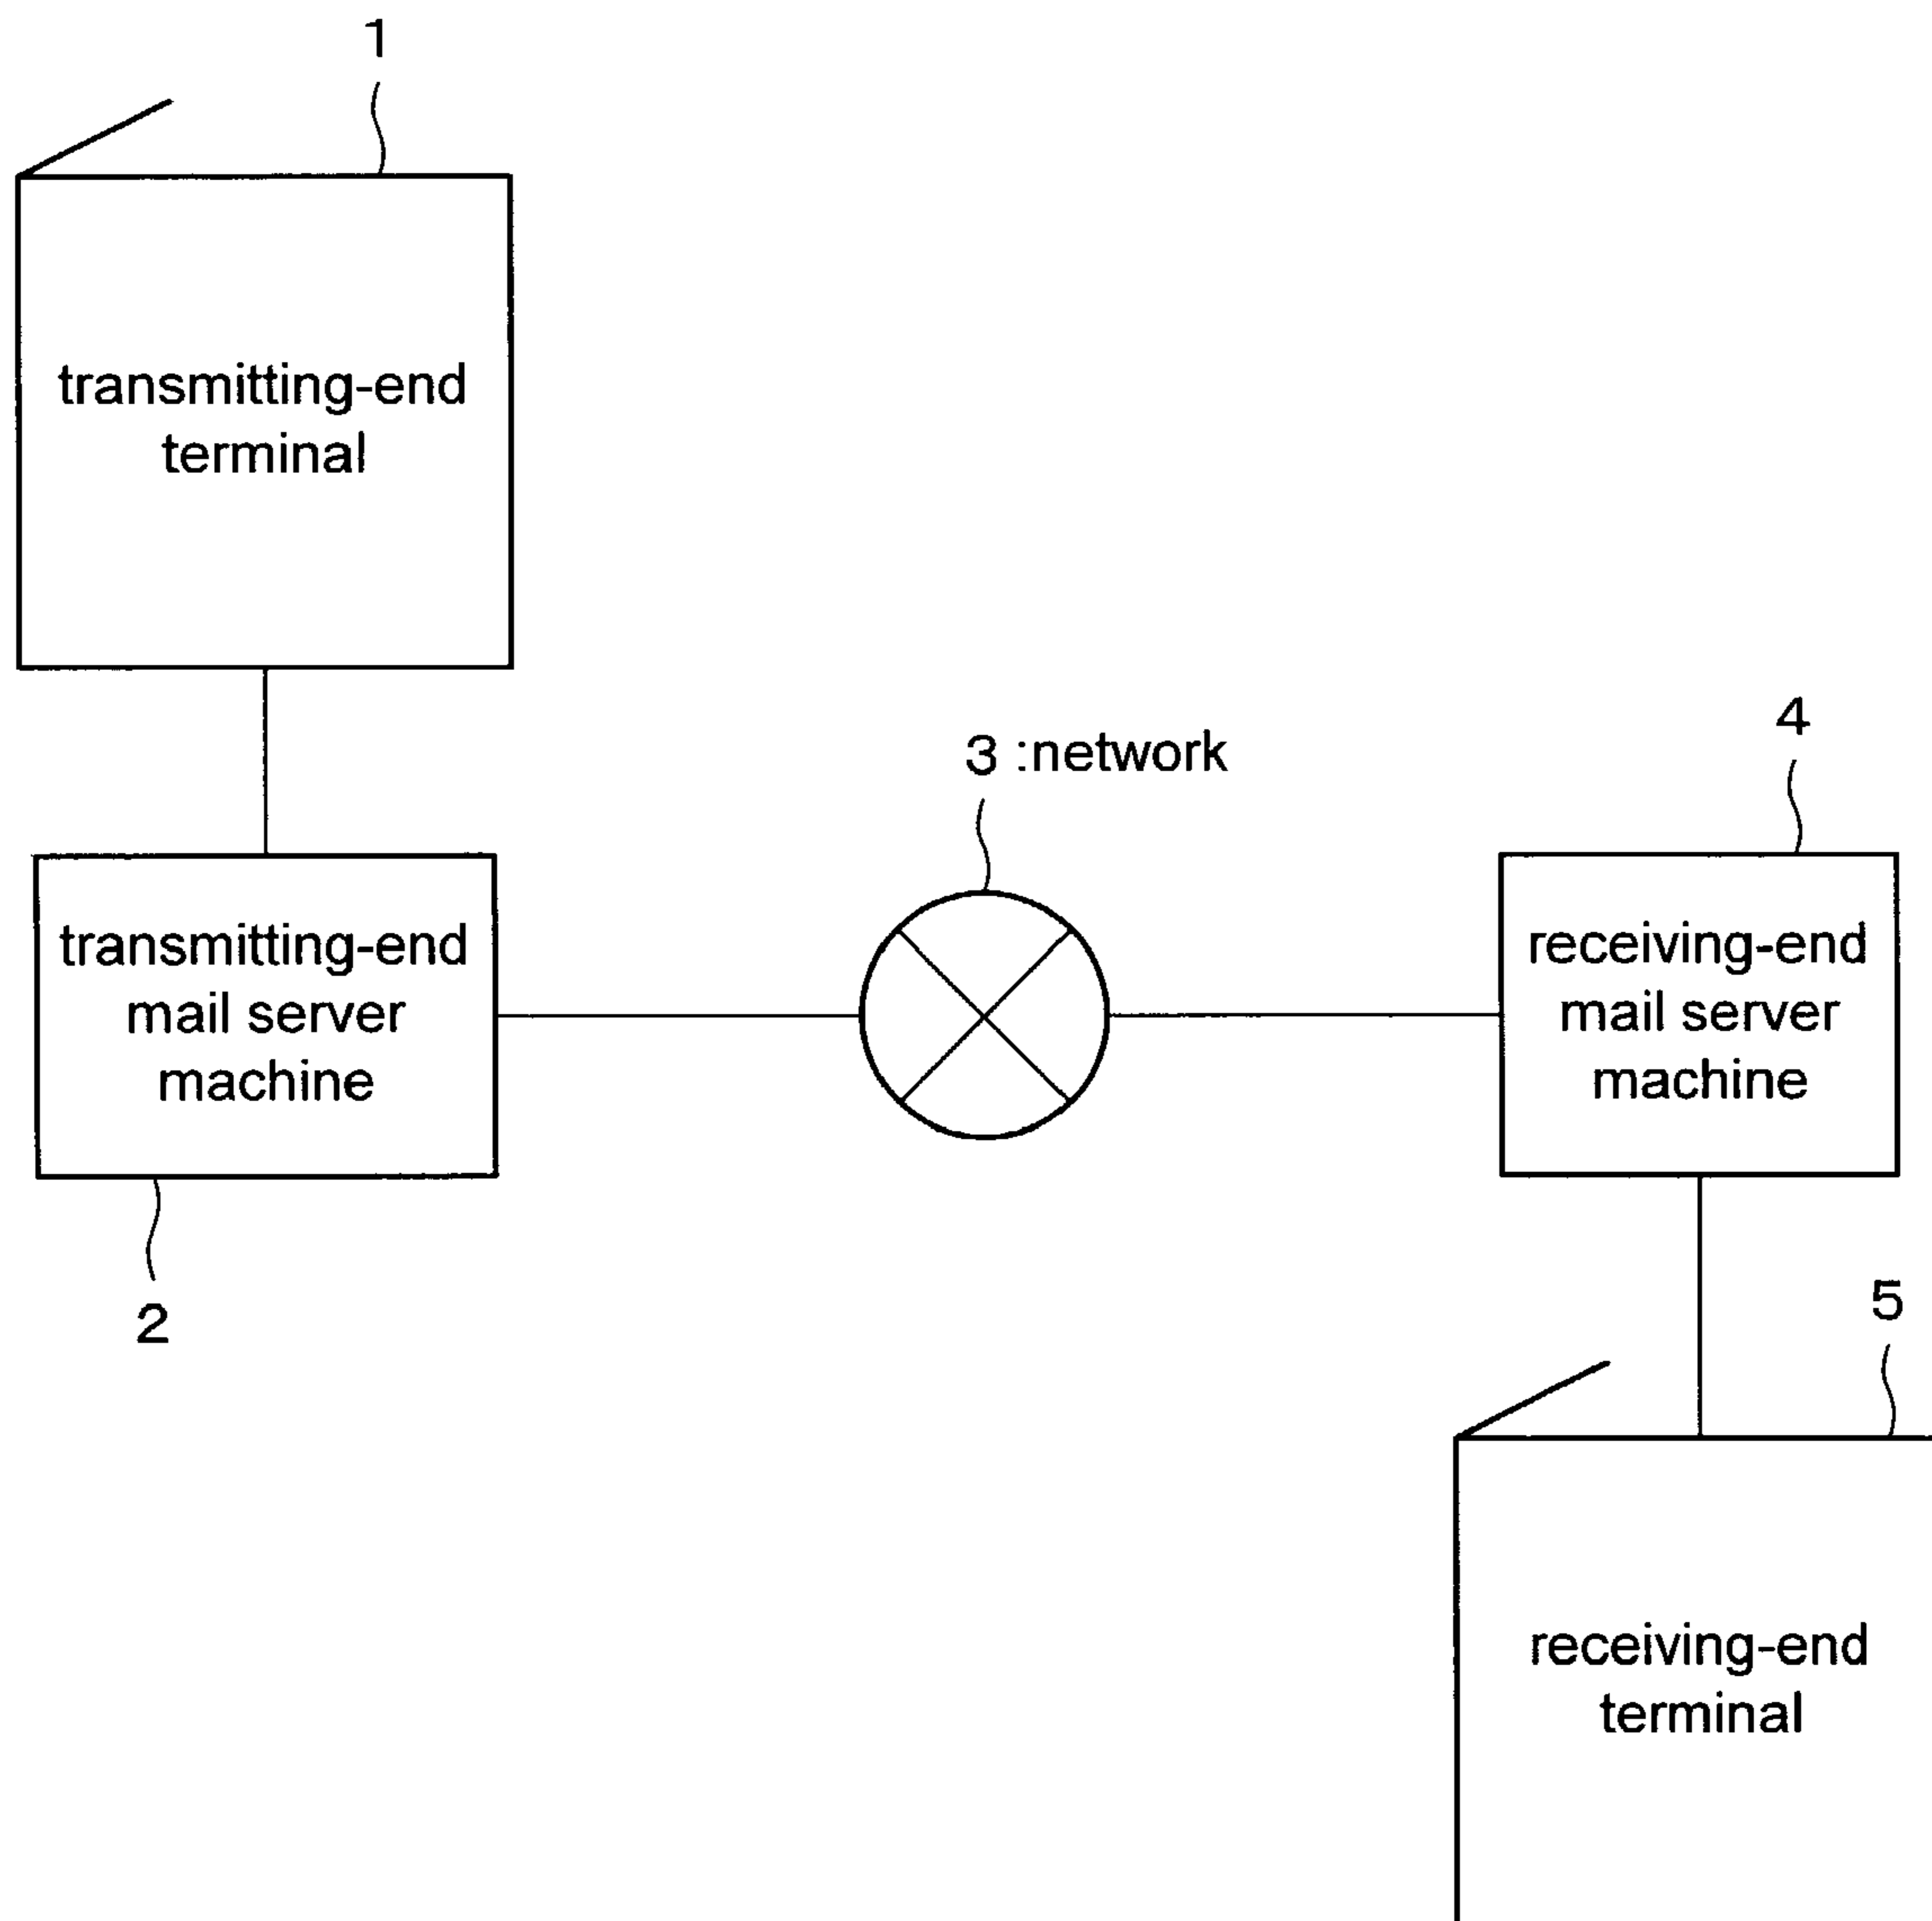 1
transmitting-end
terminal
3 :network
4
transmitting-end
mail server
machine
receiving-end
mail server
machine
2
5
receiving-end
terminal